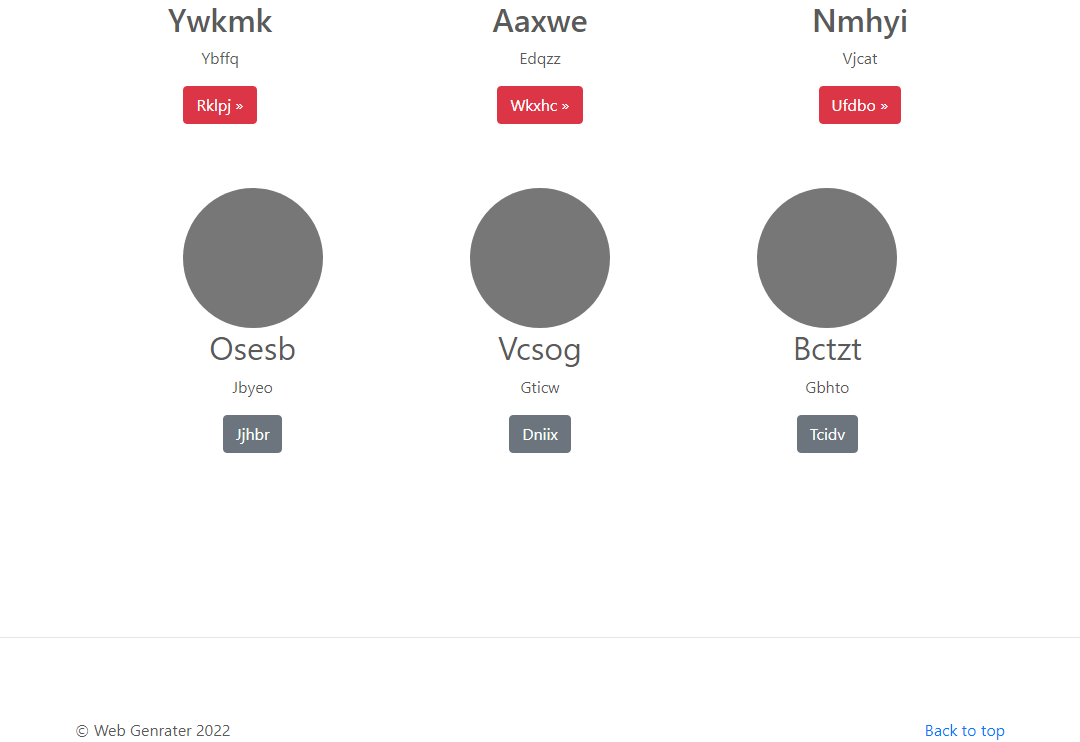 Ywkmk Aaxwe Nmhyi
Ybffq Edqzz Vjcat
Rklpj » Wkxhc » Ufdbo »
Osesb Vcsog Bctzt
Jbyeo Gticw Gbhto
Jjhbr Dniix Tcidv
© Web Genrater 2022 Back to top